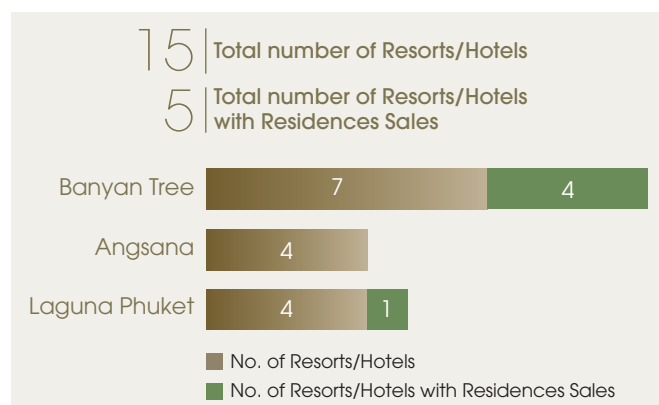 15 Total number of Resorts/Hotels
5 Total number of Resorts/Hotels
with Residences Sales
Banyan Tree 7 4
Angsana 4
Laguna Phuket 4 1
No. of Resorts/Hotels
No. of Resorts/Hotels with Residences Sales